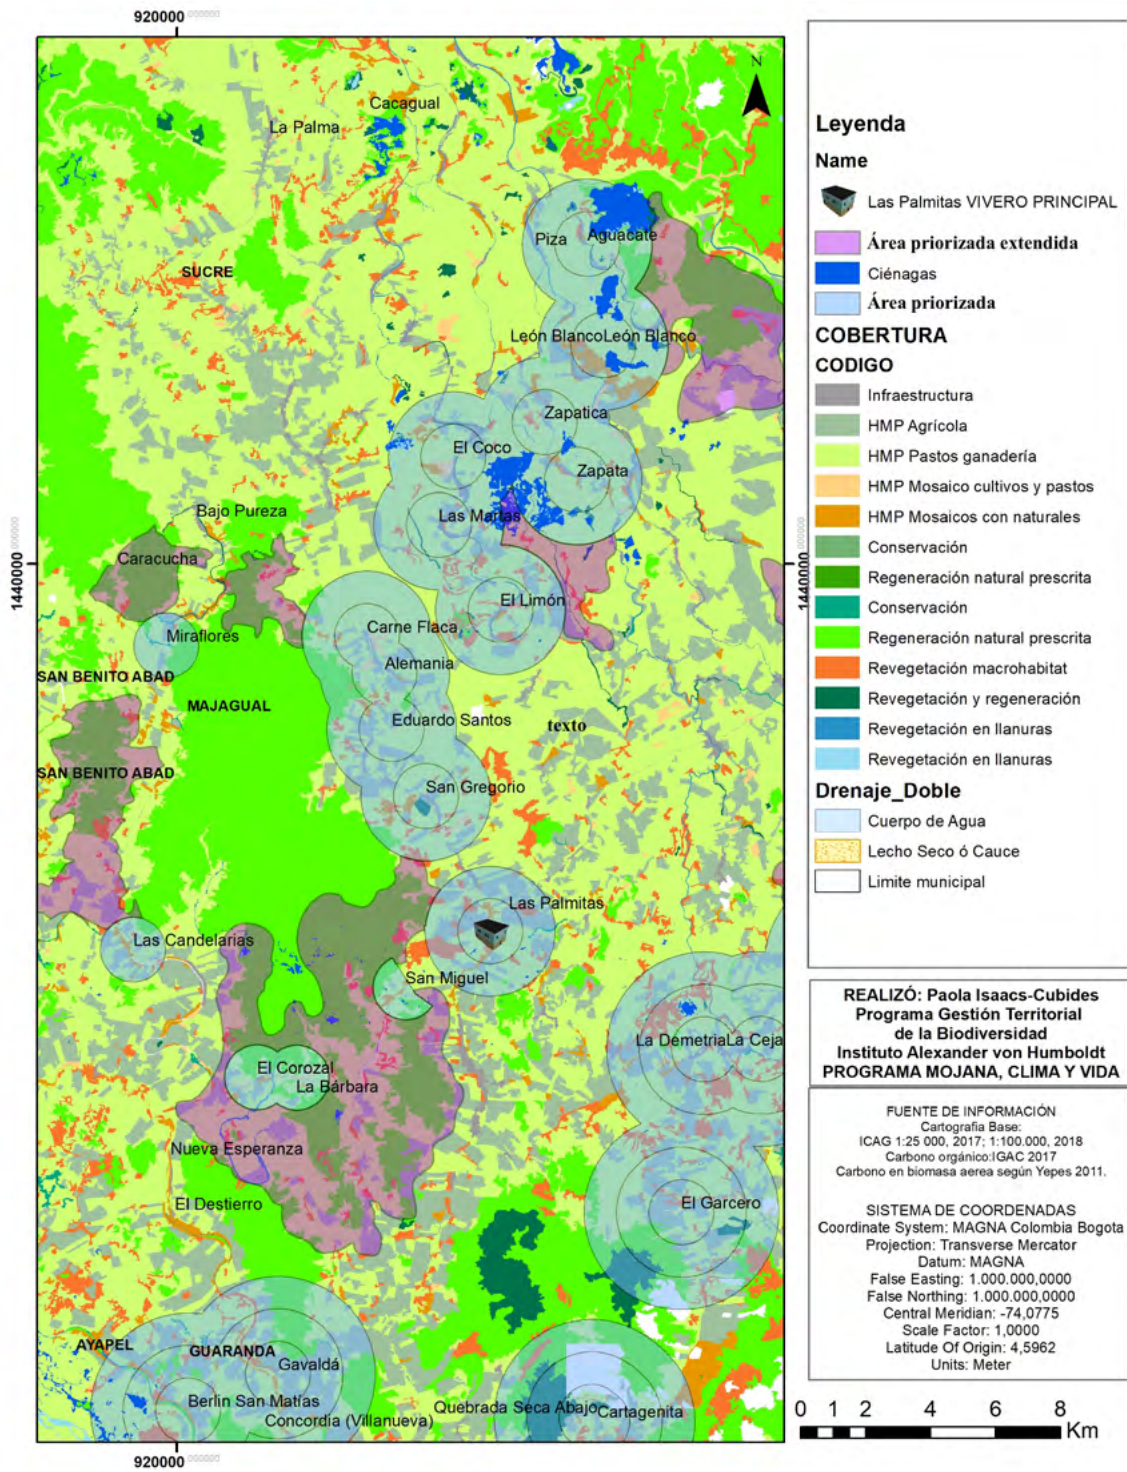 920000
N
Cacagual
La Palma
Piza
Aguacate
SUCRE
León Blanco
León Blanco
Zapatica
El Coco
Zapata
Las Martas
Bajo Pureza
Caracucha
1440000
1440000
El Limón
Carne Flaca
Miraflores
Alemania
SAN BENITO ABAD
MAJAGUAL
Eduardo Santos
texto
SAN BENITO ABAD
San Gregorio
Las Palmitas
Las Candelarias
San Miguel
La Demetria
La Ceja
El Corozal
La Bárbara
Nueva Esperanza
El Destierro
El Garcero
AYAPEL
GUARANDA
Gavaldá
Berlin San Matías
Concordia (Villanueva)
Quebrada Seca Abajo
Cartagenita
920000
Leyenda
Name
Las Palmitas VIVERO PRINCIPAL
Área priorizada extendida
Ciénagas
Área priorizada
COBERTURA
CODIGO
Infraestructura
HMP Agrícola
HMP Pastos ganadería
HMP Mosaico cultivos y pastos
HMP Mosaicos con naturales
Conservación
Regeneración natural prescrita
Conservación
Regeneración natural prescrita
Revegetación macrohabitat
Revegetación y regeneración
Revegetación en llanuras
Revegetación en llanuras
Drenaje_Doble
Cuerpo de Agua
Lecho Seco ó Cauce
Limite municipal
REALIZÓ: Paola Isaacs-Cubides
Programa Gestión Territorial
de la Biodiversidad
Instituto Alexander von Humboldt
PROGRAMA MOJANA, CLIMA Y VIDA
FUENTE DE INFORMACIÓN
Cartografia Base:
ICAG 1:25 000, 2017; 1:100.000, 2018
Carbono orgánico:IGAC 2017
Carbono en biomasa aerea según Yepes 2011.
SISTEMA DE COORDENADAS
Coordinate System: MAGNA Colombia Bogota
Projection: Transverse Mercator
Datum: MAGNA
False Easting: 1.000.000,0000
False Northing: 1.000.000,0000
Central Meridian: -74,0775
Scale Factor: 1,0000
Latitude Of Origin: 4,5962
Units: Meter
0 1 2 4 6 8
Km